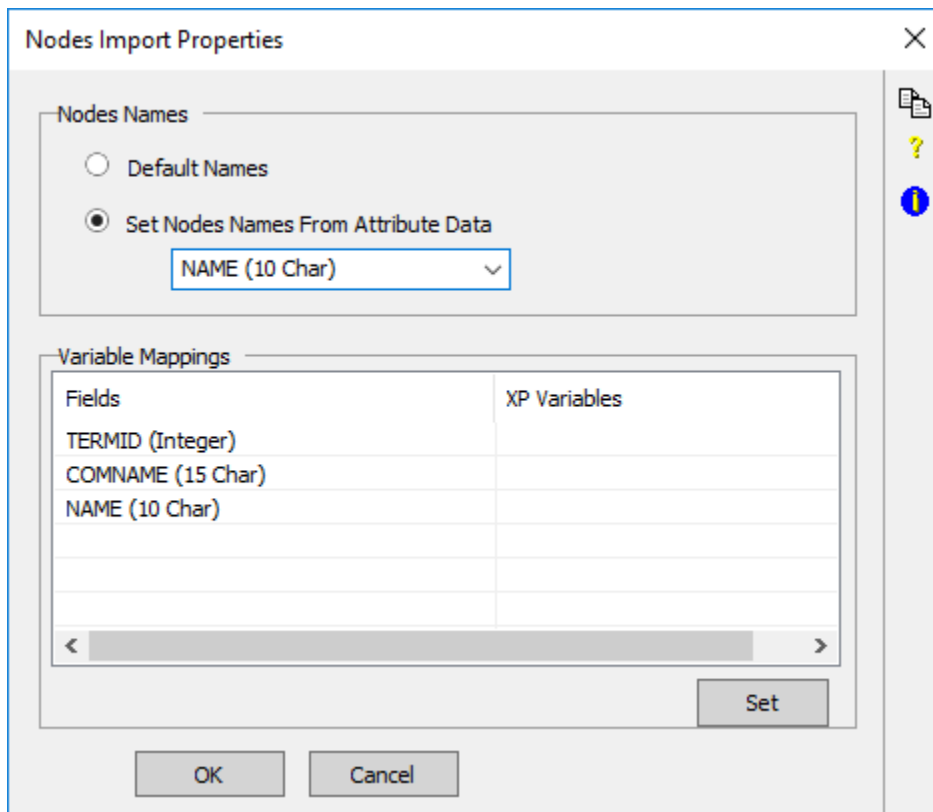 Nodes Import Properties
Nodes Names
Default Names
Set Nodes Names From Attribute Data
NAME (10 Char)
Variable Mappings
Fields XP Variables
TERMID (Integer)
COMNAME (15 Char)
NAME (10 Char)
Set
OK Cancel